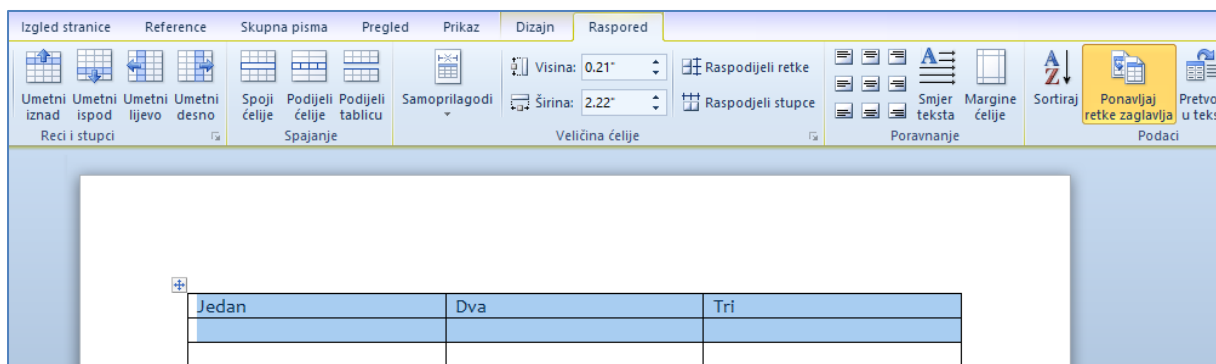 Izgled stranice Reference Skupna pisma Pregled Prikaz Dizajn Raspored
Visina: 0.21" Raspodijeli retke
Umetni Umetni Umetni Umetni Spoji Podijeli Podijeli Samoprilagodi Širina: 2.22" Raspodjeli stupce Smjer Margine Sortiraj Ponavljaj Pretvo
iznad ispod lijevo desno ćelije ćelije tablicu teksta ćelije retke zaglavlja u teks
Reci i stupci Spajanje Veličina ćelije Poravnanje Podaci
Jedan Dva Tri